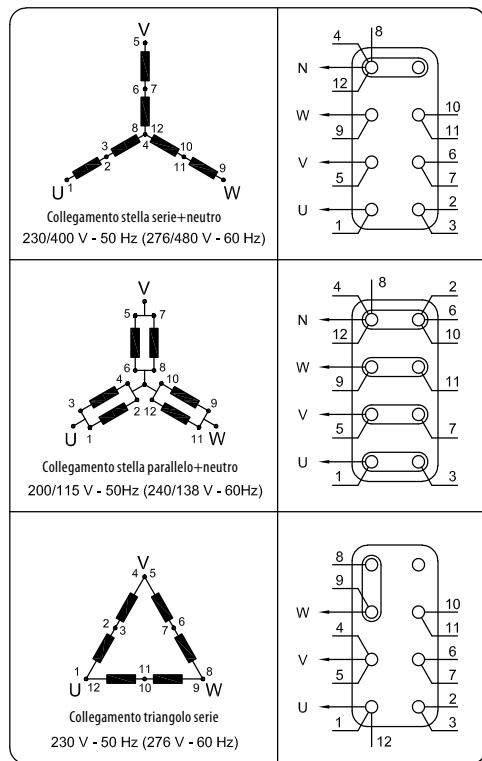 V
5
6 7
8 12
4
3
2
10
11
9
1
U
W
Collegamento stella serie+neutro
230/400 V - 50 Hz (276/480 V - 60 Hz)
4 8
N
12
W 10
9 11
V 6
5 7
U 2
1 3
V
5 7
6 8
4 10
3 9
2 12
1 11
U W
Collegamento stella parallelo+neutro
200/115 V - 50Hz (240/138 V - 60Hz)
4 8 2
N 6
12 10
W
9 11
V
5 7
U
1 3
V
4 5
2 6
3 7
1 11 8
12 10 9
U W
Collegamento triangolo serie
230 V - 50 Hz (276 V - 60 Hz)
8
9
W 10
11
4
V 6
5 7
U 2
1 3
12